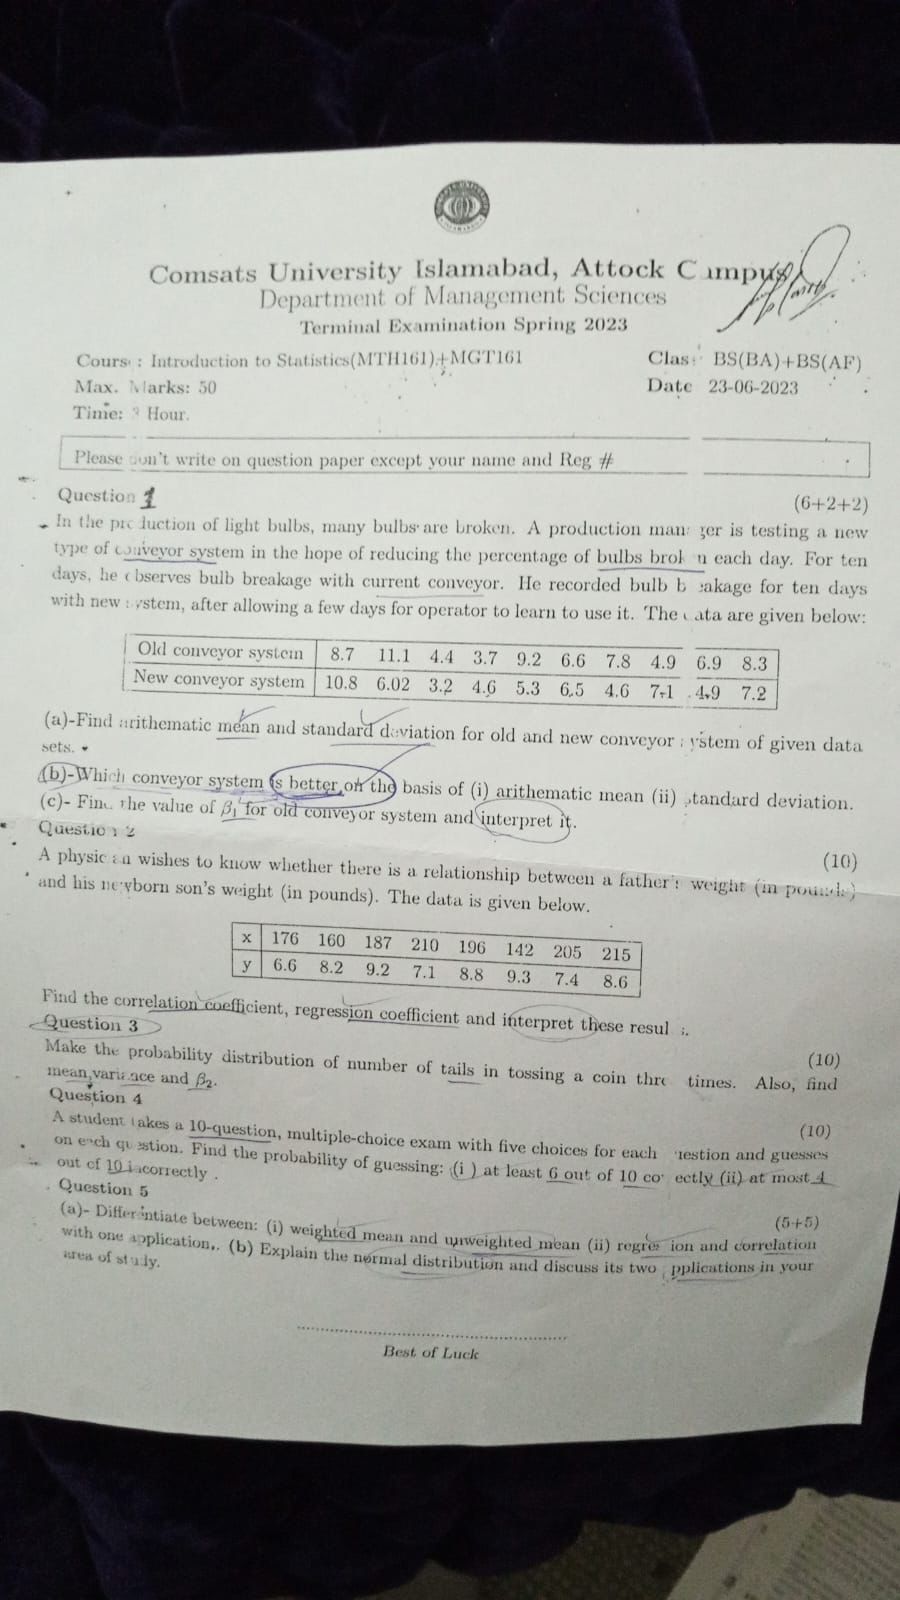 Comsats University Islamabad, Attock Campus
Department of Management Sciences
Terminal Examination Spring 2023
Course: Introduction to Statistics(MTH161)+MGT161 Class: BS(BA)+BS(AF)
Max. Marks: 50 Date 23-06-2023
Time: Hour.
Please don't write on question paper except your name and Reg #
Question 1 (6+2+2)
In the production of light bulbs, many bulbs are broken. A production manager is testing a new
type of conveyor system in the hope of reducing the percentage of bulbs broken each day. For ten
days, he observes bulb breakage with current conveyor. He recorded bulb breakage for ten days
with new system, after allowing a few days for operator to learn to use it. The data are given below:
Old conveyor system 8.7 11.1 4.4 3.7 9.2 6.6 7.8 4.9 6.9 8.3
New conveyor system 10.8 6.02 3.2 4.6 5.3 6.5 4.6 7.1 4.9 7.2
(a)-Find arithematic mean and standard deviation for old and new conveyor system of given data
sets.
(b)-Which conveyor system is better on the basis of (i) arithematic mean (ii) standard deviation.
(c)- Find the value of β₁ for old conveyor system and interpret it.
Question 2 (10)
A physician wishes to know whether there is a relationship between a father's weight (in pounds)
and his newborn son's weight (in pounds). The data is given below.
x 176 160 187 210 196 142 205 215
y 6.6 8.2 9.2 7.1 8.8 9.3 7.4 8.6
Find the correlation coefficient, regression coefficient and interpret these results.
Question 3 (10)
Make the probability distribution of number of tails in tossing a coin three times. Also, find
mean,variance and β₂.
Question 4 (10)
A student takes a 10-question, multiple-choice exam with five choices for each question and guesses
on each question. Find the probability of guessing: (i ) at least 6 out of 10 correctly (ii) at most 4
out of 10 incorrectly .
Question 5 (5+5)
(a)- Differentiate between: (i) weighted mean and unweighted mean (ii) regression and correlation
with one application,. (b) Explain the normal distribution and discuss its two applications in your
area of study.
Best of Luck